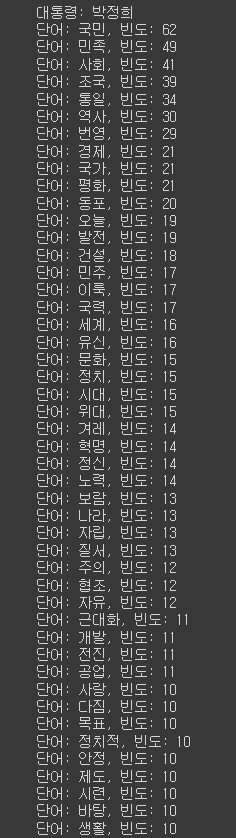 대통령: 박정희
단어: 국민, 빈도: 62
단어: 민족, 빈도: 49
단어: 사회, 빈도: 41
단어: 조국, 빈도: 39
단어: 통일, 빈도: 34
단어: 역사, 빈도: 30
단어: 번영, 빈도: 29
단어: 경제, 빈도: 21
단어: 국가, 빈도: 21
단어: 평화, 빈도: 21
단어: 동포, 빈도: 20
단어: 오늘, 빈도: 19
단어: 발전, 빈도: 19
단어: 건설, 빈도: 18
단어: 민주, 빈도: 17
단어: 이룩, 빈도: 17
단어: 국력, 빈도: 17
단어: 세계, 빈도: 16
단어: 유신, 빈도: 16
단어: 문화, 빈도: 15
단어: 정치, 빈도: 15
단어: 시대, 빈도: 15
단어: 위대, 빈도: 15
단어: 겨레, 빈도: 14
단어: 혁명, 빈도: 14
단어: 정신, 빈도: 14
단어: 노력, 빈도: 14
단어: 보람, 빈도: 13
단어: 나라, 빈도: 13
단어: 자립, 빈도: 13
단어: 질서, 빈도: 13
단어: 주의, 빈도: 12
단어: 협조, 빈도: 12
단어: 자유, 빈도: 12
단어: 근대화, 빈도: 11
단어: 개발, 빈도: 11
단어: 전진, 빈도: 11
단어: 공업, 빈도: 11
단어: 사랑, 빈도: 10
단어: 다짐, 빈도: 10
단어: 목표, 빈도: 10
단어: 정치적, 빈도: 10
단어: 안정, 빈도: 10
단어: 제도, 빈도: 10
단어: 시련, 빈도: 10
단어: 바탕, 빈도: 10
단어: 생활, 빈도: 10